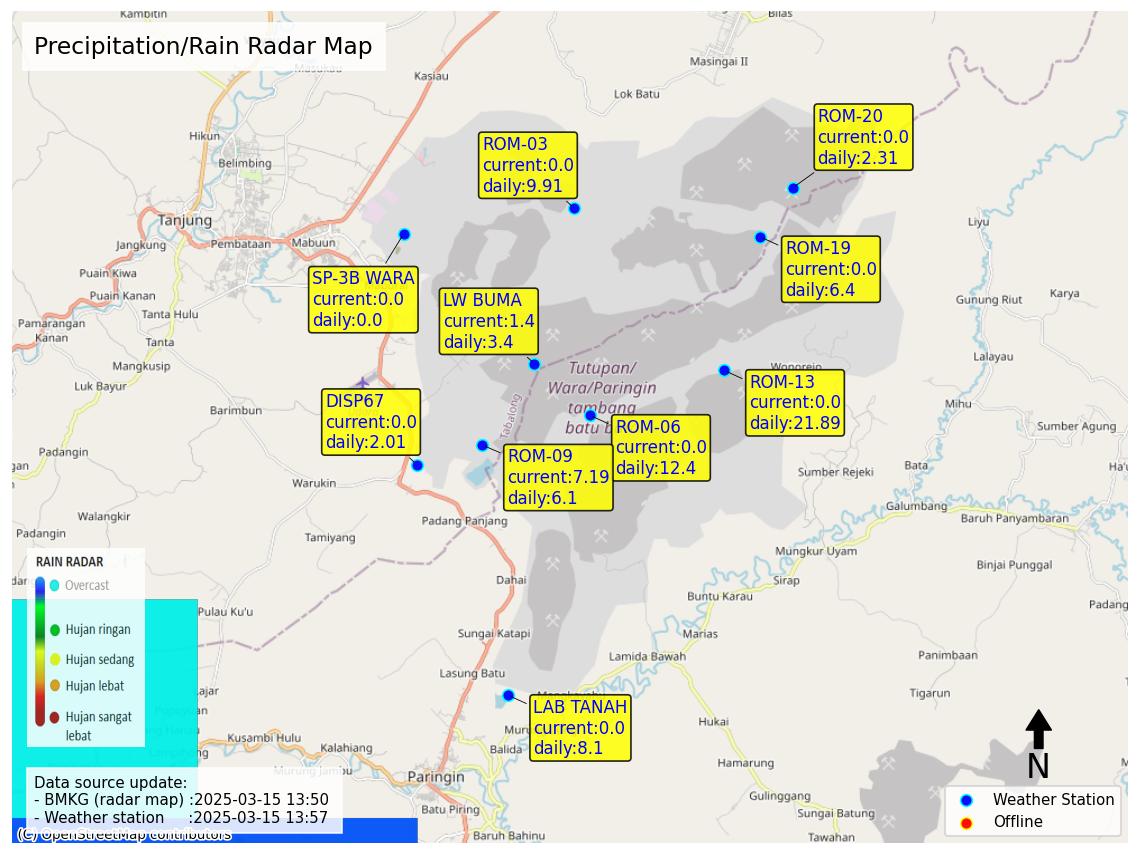 Precipitation/Rain Radar Map
Kambitin
Bilas
Masukau
Kasiau
Masingai II
Lok Batu
Hikun
Belimbing
ROM-03
current:0.0
daily:9.91
ROM-20
current:0.0
daily:2.31
Tanjung
Jangkung
Pembataan
Mabuun
Liyu
ROM-19
current:0.0
daily:6.4
Puain Kiwa
Puain Kanan
SP-3B WARA
current:0.0
daily:0.0
LW BUMA
current:1.4
daily:3.4
Gunung Riut
Karya
Tanta Hulu
Pamarangan
Kanan
Tanta
Mangkusip
Luk Bayur
Lalayau
Tutupan/
Wara/Paringin
tambang
batu b
Wonorejo
ROM-13
current:0.0
daily:21.89
Tabalong
Barimbun
DISP67
current:0.0
daily:2.01
Mihu
Sumber Agung
ROM-06
current:0.0
daily:12.4
ROM-09
current:7.19
daily:6.1
Padangin
Warukin
Sumber Rejeki
Bata
Galumbang
Baruh Panyambaran
Walangkir
Padangin
Padang Panjang
Tamiyang
Mungkur Uyam
Binjai Punggal
Dahai
Sirap
Buntu Karau
RAIN RADAR
Overcast
Hujan ringan
Hujan sedang
Hujan lebat
Hujan sangat
lebat
Pulau Ku'u
Sungai Katapi
Marias
Lamida Bawah
Panimbaan
Lasung Batu
Tigarun
LAB TANAH
current:0.0
daily:8.1
Hukai
Kusambi Hulu
Kalahiang
Balida
Murung Jambu
Paringin
Hamarung
Gulinggang
Batu Piring
Sungai Batung
Baruh Bahinu
Tawahan
Data source update:
- BMKG (radar map) :2025-03-15 13:50
- Weather station :2025-03-15 13:57
(C) OpenStreetMap contributors
N
Weather Station
Offline